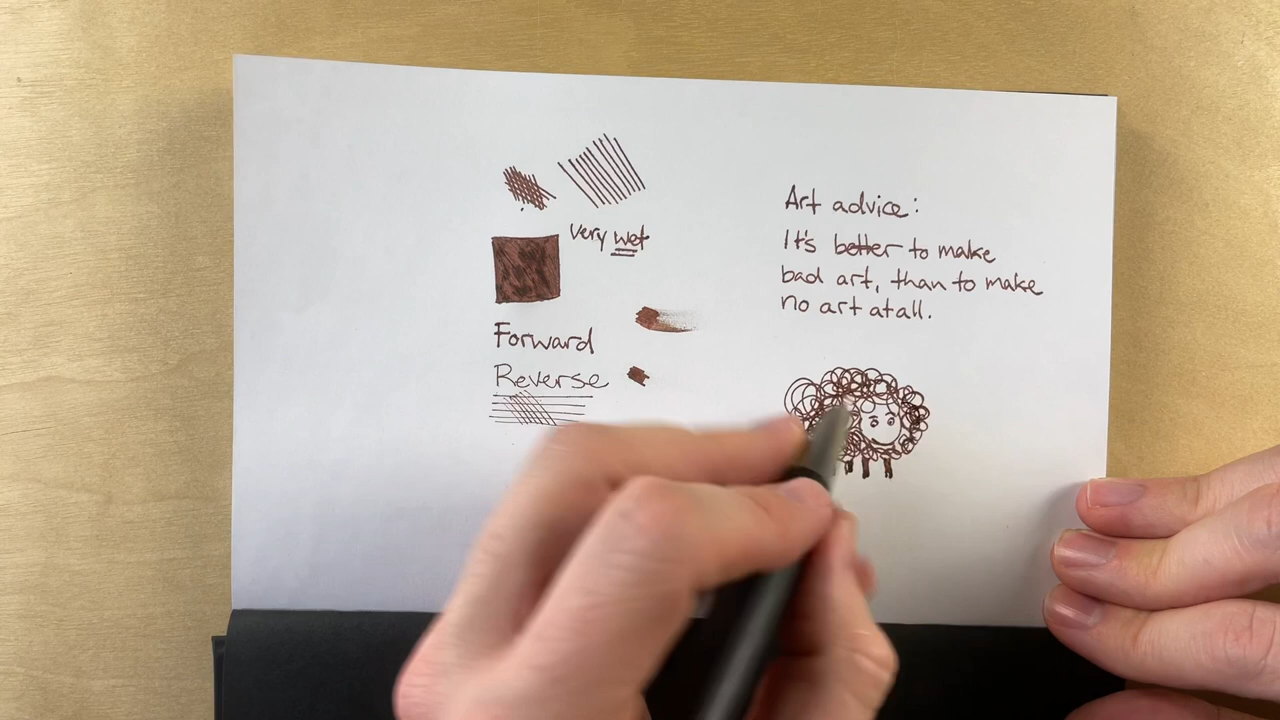 very wet
Forward
Reverse
Art advice:
It's better to make
bad art, than to make
no art at all.